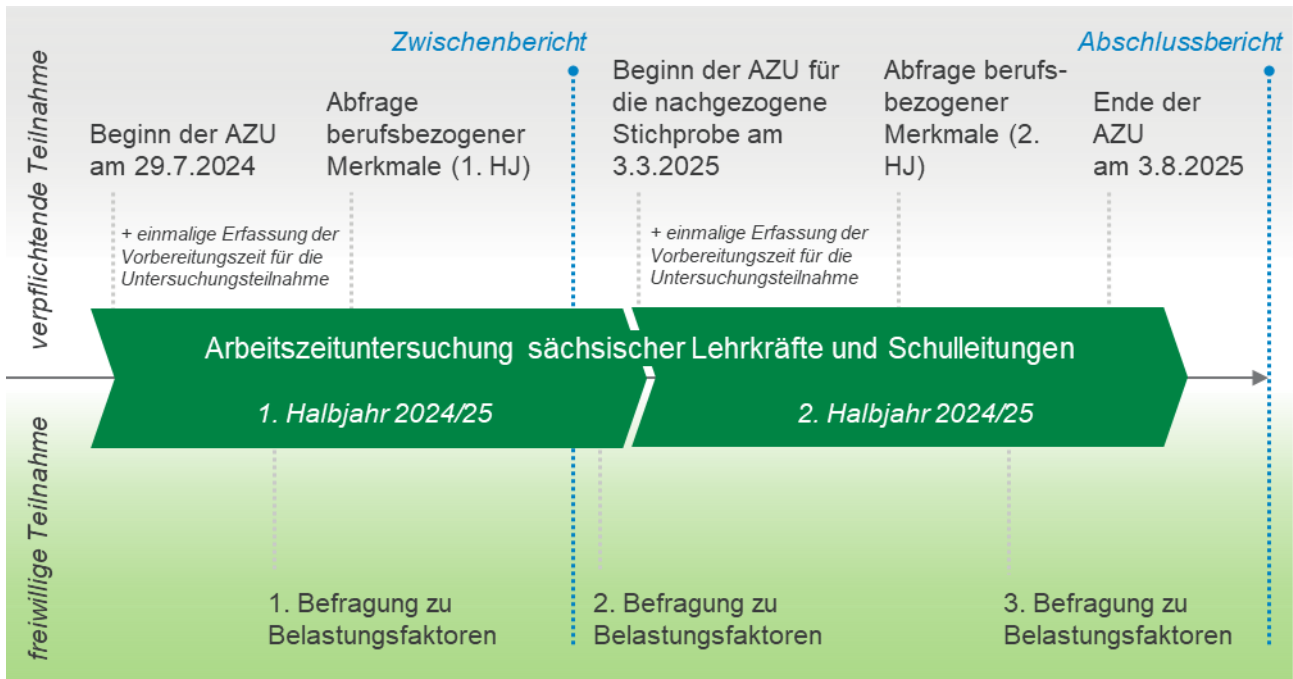 verpflichtende Teilnahme
Zwischenbericht
Abschlussbericht
Beginn der AZU
am 29.7.2024
+ einmalige Erfassung der
Vorbereitungszeit für die
Untersuchungsteilnahme
Abfrage
berufsbezogener
Merkmale (1. HJ)
Beginn der AZU für
die nachgezogene
Stichprobe am
3.3.2025
+ einmalige Erfassung der
Vorbereitungszeit für die
Untersuchungsteilnahme
Abfrage berufs-
bezogener
Merkmale (2.
HJ)
Ende der
AZU
am 3.8.2025
Arbeitszeituntersuchung sächsischer Lehrkräfte und Schulleitungen
1. Halbjahr 2024/25
2. Halbjahr 2024/25
freiwillige Teilnahme
1. Befragung zu
Belastungsfaktoren
2. Befragung zu
Belastungsfaktoren
3. Befragung zu
Belastungsfaktoren